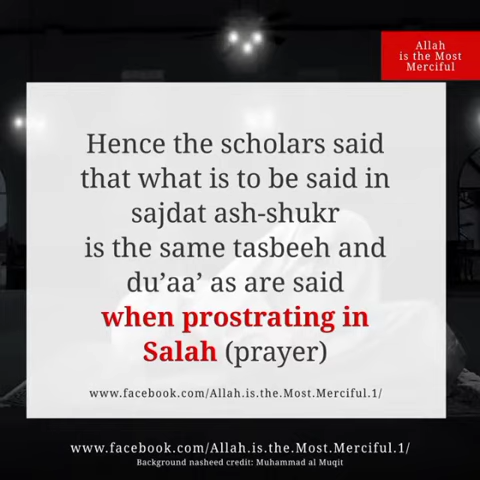 Allah
is the Most
Merciful
Hence the scholars said
that what is to be said in
sajdat ash-shukr
is the same tasbeeh and
du’aa’ as are said
when prostrating in
Salah (prayer)
www.facebook.com/Allah.is.the.Most.Merciful.1/
www.facebook.com/Allah.is.the.Most.Merciful.1/
Background nasheed credit: Muhammad al Muqit